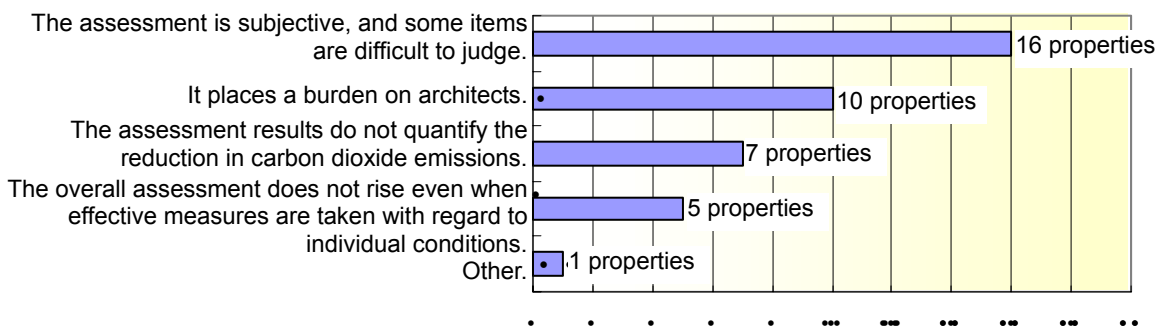 The assessment is subjective, and some items
are difficult to judge.
16 properties
It places a burden on architects.
10 properties
The assessment results do not quantify the
reduction in carbon dioxide emissions.
7 properties
The overall assessment does not rise even when
effective measures are taken with regard to
individual conditions.
5 properties
Other.
1 properties